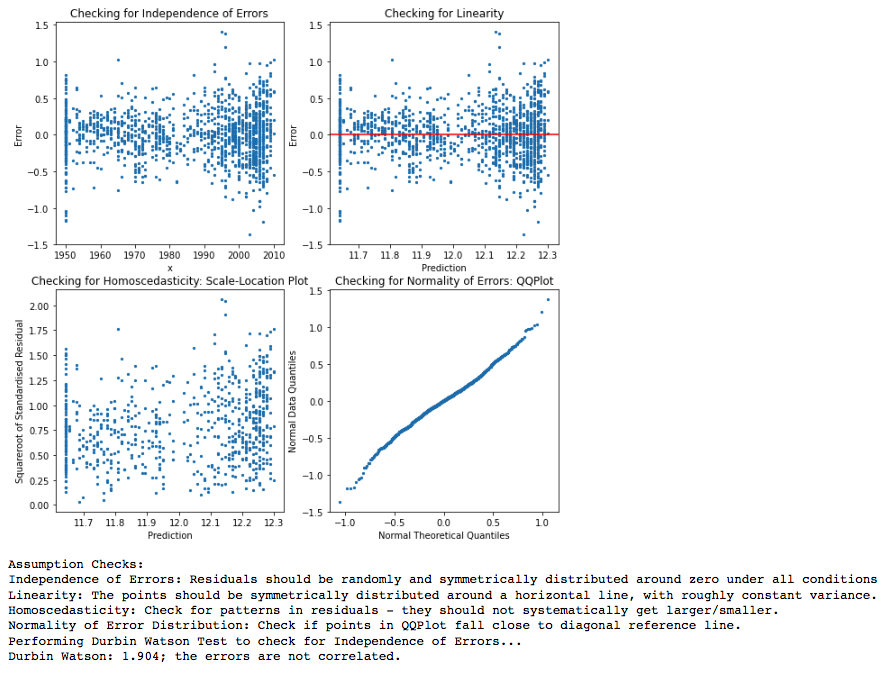 Checking for Independence of Errors
1.5
1.0
0.5
0.0
−0.5
−1.0
−1.5
Error
1950 1960 1970 1980 1990 2000 2010
x
Checking for Linearity
1.5
1.0
0.5
0.0
−0.5
−1.0
−1.5
Error
11.7 11.8 11.9 12.0 12.1 12.2 12.3
Prediction
Checking for Homoscedasticity: Scale-Location Plot
2.00
1.75
1.50
1.25
1.00
0.75
0.50
0.25
0.00
Squareroot of Standardised Residual
11.7 11.8 11.9 12.0 12.1 12.2 12.3
Prediction
Checking for Normality of Errors: QQPlot
1.5
1.0
0.5
0.0
−0.5
−1.0
−1.5
Normal Data Quantiles
−1.0 −0.5 0.0 0.5 1.0
Normal Theoretical Quantiles
Assumption Checks:
Independence of Errors: Residuals should be randomly and symmetrically distributed around zero under all conditions
Linearity: The points should be symmetrically distributed around a horizontal line, with roughly constant variance.
Homoscedasticity: Check for patterns in residuals - they should not systematically get larger/smaller.
Normality of Error Distribution: Check if points in QQPlot fall close to diagonal reference line.
Performing Durbin Watson Test to check for Independence of Errors...
Durbin Watson: 1.904; the errors are not correlated.